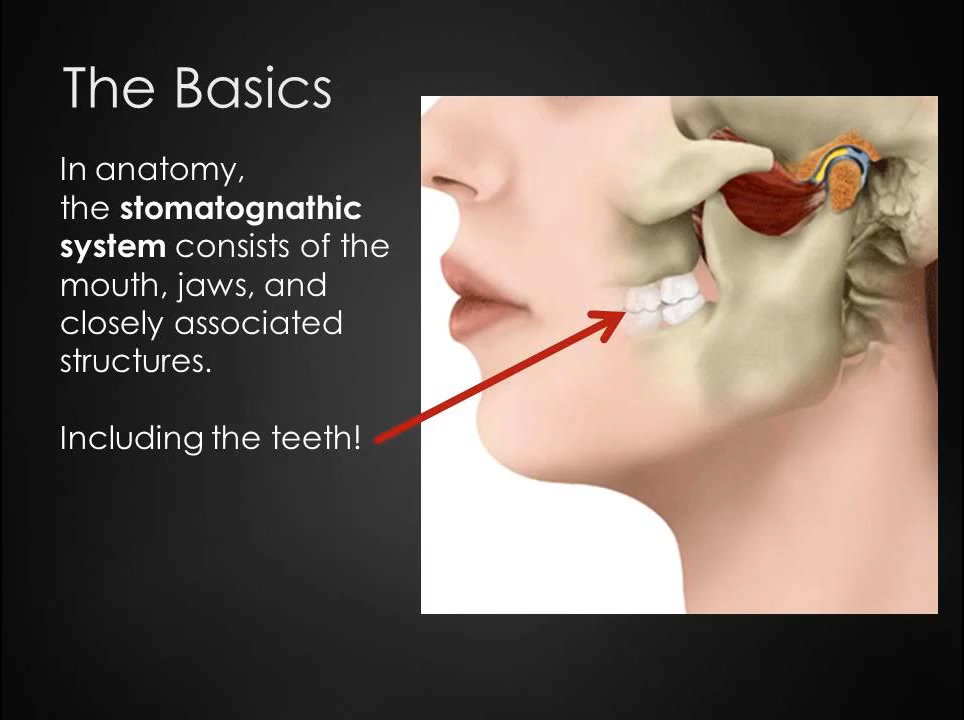 The Basics
In anatomy,
the stomatognathic
system consists of the
mouth, jaws, and
closely associated
structures.
Including the teeth!